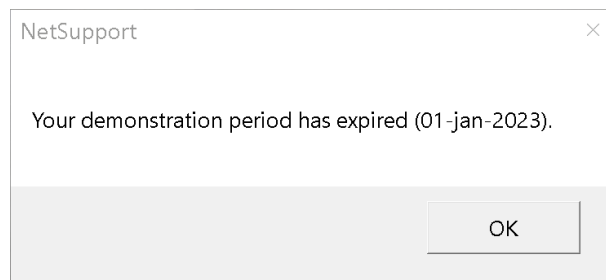 NetSupport
Your demonstration period has expired (01-jan-2023).
OK